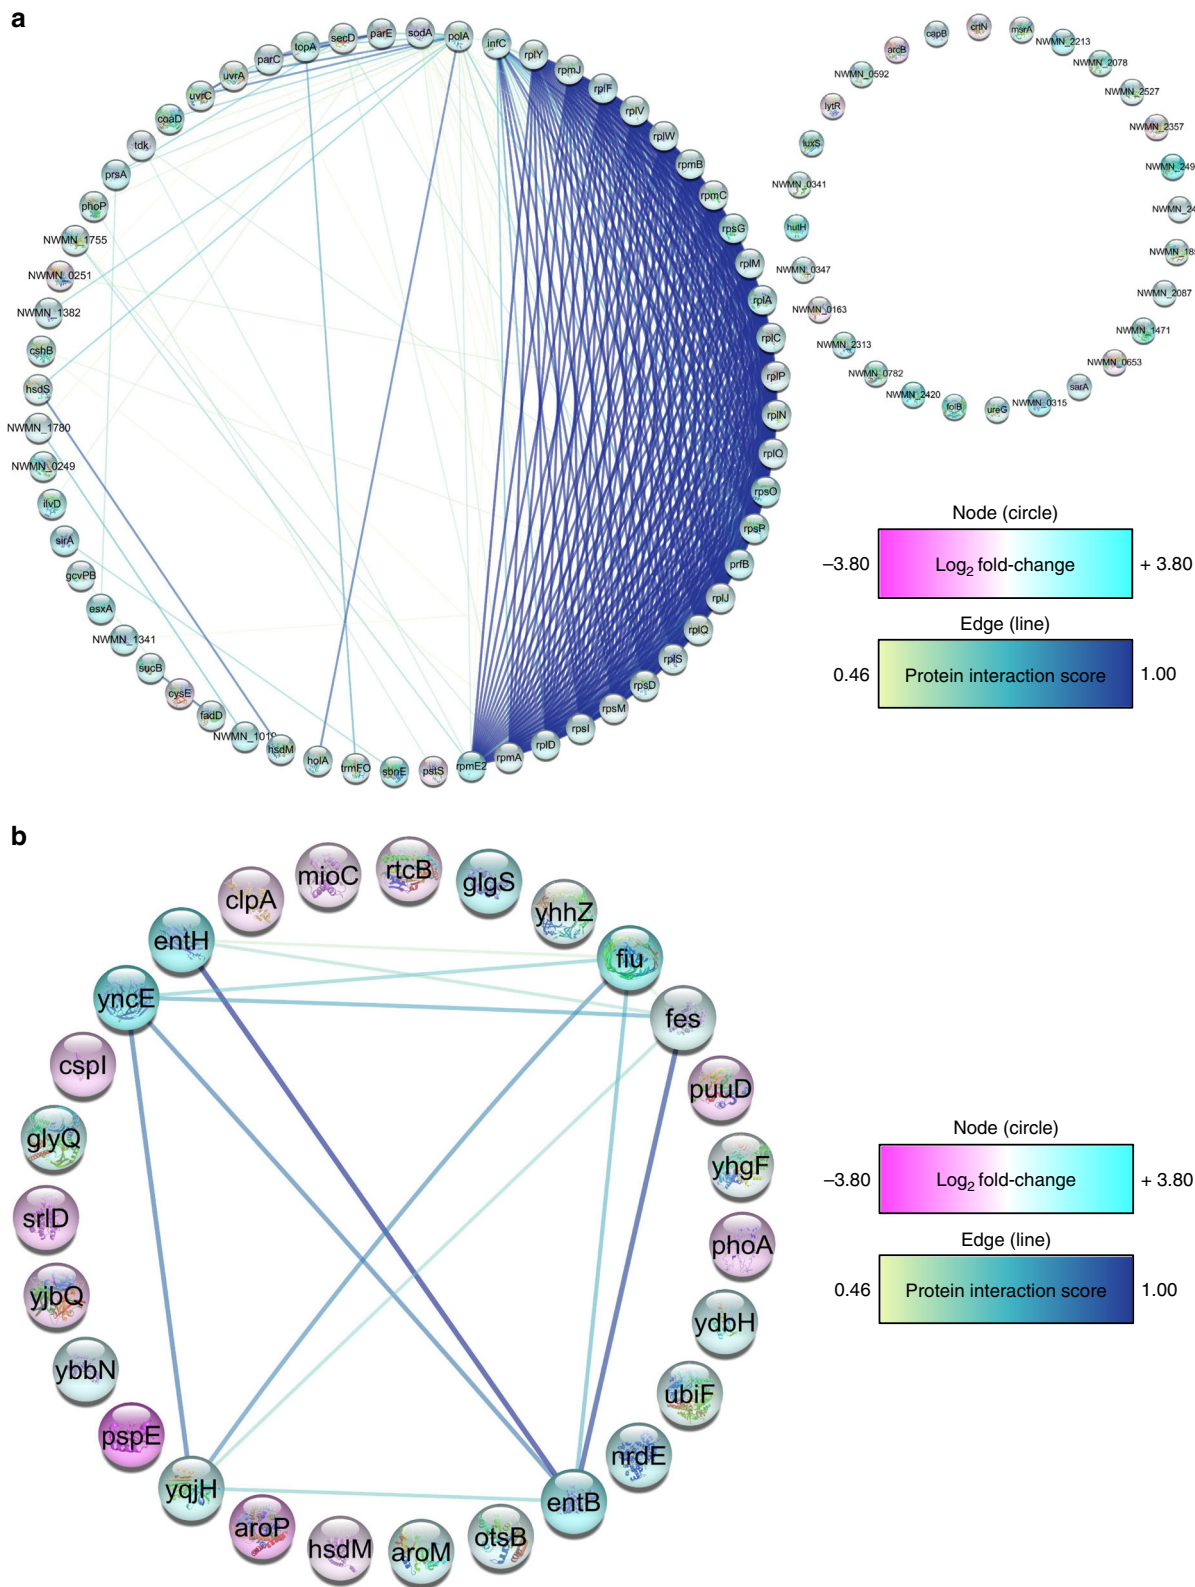 a
polA
infC
rplY
rpmJ
rplF
rplV
rplW
rpmB
rpmC
rpsG
rplM
rplA
rplC
rplP
rplN
rplO
rpsO
rpsP
prfB
rplJ
rplQ
rplS
rpsD
rpsM
rpsI
rplD
rpmA
rpmE2
pstS
sbnE
trmFO
holA
hsdM
NWMN_1019
fadD
cysE
sucB
NWMN_1341
esxA
gcvPB
sirA
ilvD
NWMN_0249
NWMN_1780
hsdS
cshB
NWMN_1382
NWMN_0251
NWMN_1755
phoP
prsA
tdk
coaD
uvrC
uvrA
parC
topA
secD
parE
sodA
crtN
msrA
NWMN_2213
NWMN_2078
NWMN_2527
NWMN_2357
NWMN_249
NWMN_24
NWMN_18
NWMN_2087
NWMN_1471
NWMN_0653
sarA
NWMN_0315
ureG
folB
NWMN_2420
NWMN_0782
NWMN_2313
NWMN_0163
NWMN_0347
hutH
NWMN_0341
luxS
lytR
NWMN_0592
arcB
capB
Node (circle)
–3.80 Log2 fold-change + 3.80
Edge (line)
0.46 Protein interaction score 1.00
b
rtcB
glgS
yhhZ
fiu
fes
puuD
yhgF
phoA
ydbH
ubiF
nrdE
entB
otsB
aroM
hsdM
aroP
yqjH
pspE
ybbN
yjbQ
srlD
glyQ
cspI
yncE
entH
clpA
mioC
Node (circle)
–3.80 Log2 fold-change + 3.80
Edge (line)
0.46 Protein interaction score 1.00